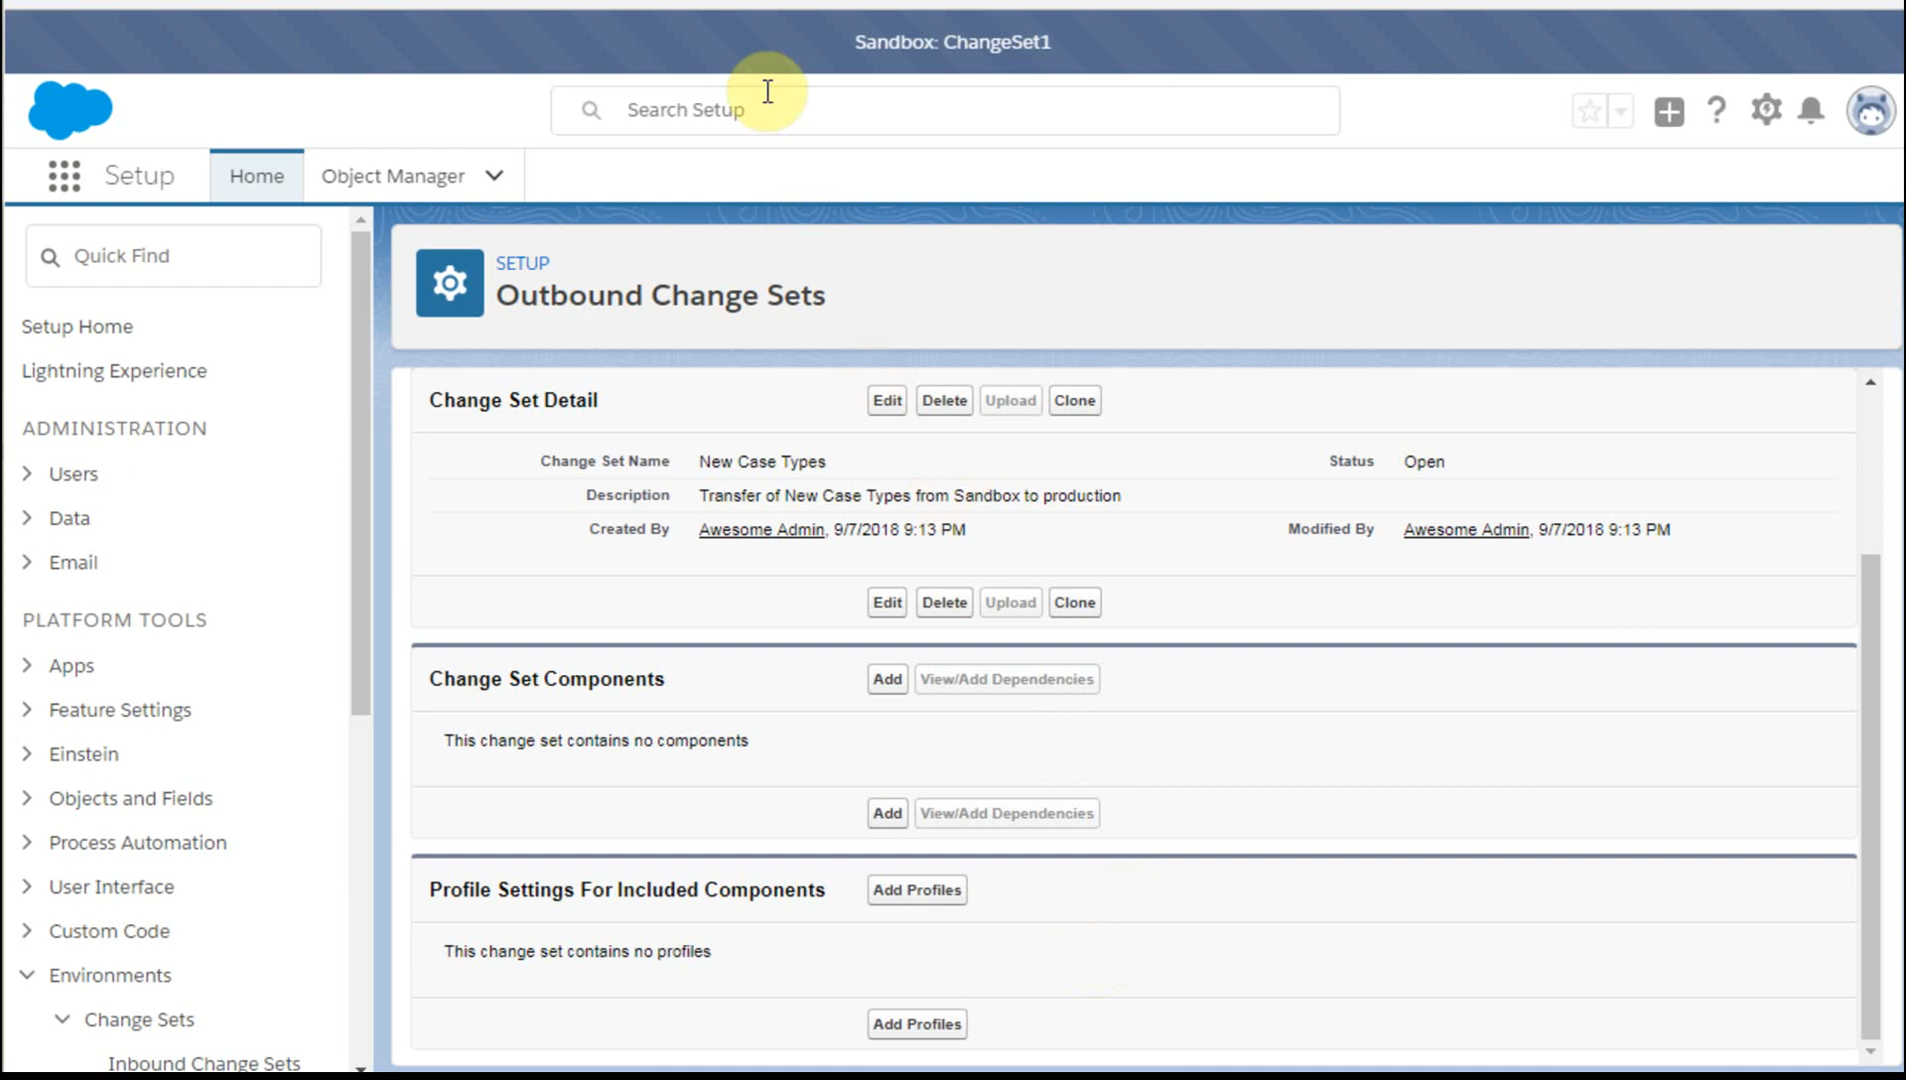 Sandbox: ChangeSet1
Search Setup
Setup
Home
Object Manager
Quick Find
Setup Home
Lightning Experience
ADMINISTRATION
Users
Data
Email
PLATFORM TOOLS
Apps
Feature Settings
Einstein
Objects and Fields
Process Automation
User Interface
Custom Code
Environments
Change Sets
Inbound Change Sets
SETUP
Outbound Change Sets
Change Set Detail Edit Delete Upload Clone
Change Set Name New Case Types Status Open
Description Transfer of New Case Types from Sandbox to production
Created By Awesome Admin, 9/7/2018 9:13 PM Modified By Awesome Admin, 9/7/2018 9:13 PM
Edit Delete Upload Clone
Change Set Components Add View/Add Dependencies
This change set contains no components
Add View/Add Dependencies
Profile Settings For Included Components Add Profiles
This change set contains no profiles
Add Profiles